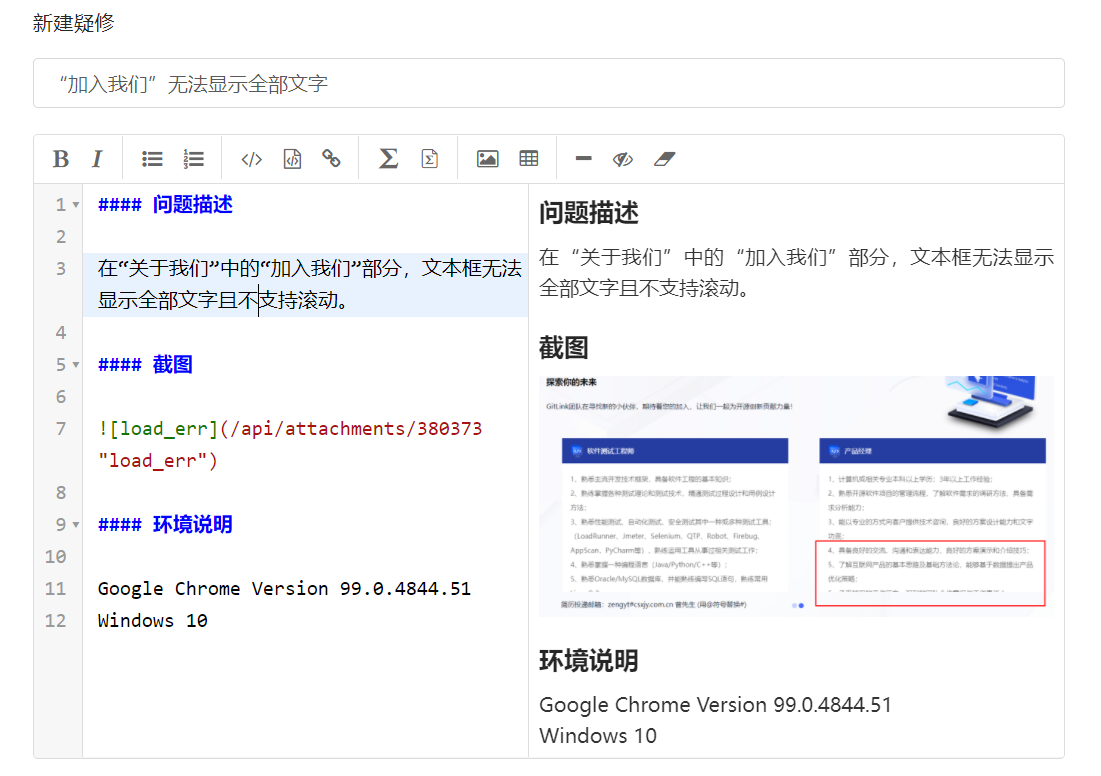 新建疑修
“加入我们”无法显示全部文字
1 #### 问题描述
2
3 在“关于我们”中的“加入我们”部分，文本框无法
显示全部文字且不支持滚动。
4
5 #### 截图
6
7 ![load_err](/api/attachments/380373
"load_err")
8
9 #### 环境说明
10
11 Google Chrome Version 99.0.4844.51
12 Windows 10
问题描述
在“关于我们”中的“加入我们”部分，文本框无法显示
全部文字且不支持滚动。
截图
探索你的未来
GitLink团队在寻找新的小伙伴，期待着您的加入，让我们一起为开源创新贡献力量！
软件测试工程师
1、熟悉主流开发技术框架，具备软件工程的基本知识；
2、熟练掌握各种测试理论和测试技术，精通测试过程设计和用例设计
方法；
3、熟悉性能测试、自动化测试、安全测试其中一种或多种测试工具；
（LoadRunner、Jmeter、Selenium、QTP、Robot、Firebug、
AppScan、PyCharm等），熟练运用工具从事过相关测试工作；
4、熟悉掌握一种编程语言（Java/Python/C++等）；
5、熟悉Oracle/MySQL数据库，并能熟练编写SQL语句，熟练常用
简历投递邮箱：zengyt#csxjy.com.cn 曾先生 (用@符号替换#)
产品经理
1、计算机或相关专业本科以上学历；3年以上工作经验；
2、熟悉开源软件项目的管理流程，了解软件需求的调研方法，具备需
求分析能力；
3、能以专业的方式向客户提供技术咨询，良好的方案设计能力和文字
功底；
4、具备良好的交流、沟通和表达能力，良好的方案演示和介绍技巧；
5、了解互联网产品的基本思路及基础方法论，能够基于数据提出产品
优化策略；
环境说明
Google Chrome Version 99.0.4844.51
Windows 10